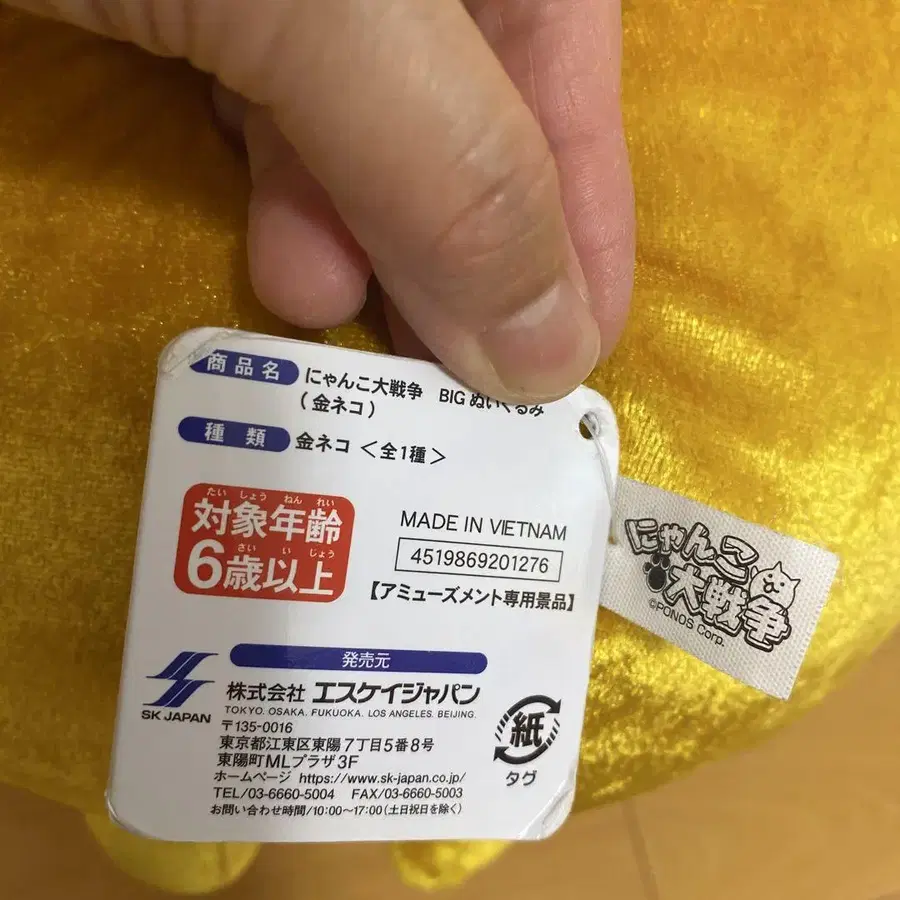 商品名
にゃんこ大戦争 BIG ぬいぐるみ
(金ネコ)
種類
金ネコ <全1種>
たい しょう ねん れい
対象年齢
さい い じょう
6歳以上
MADE IN VIETNAM
4519869201276
【アミューズメント専用景品】
発売元
SK JAPAN
株式会社 エスケイジャパン
TOKYO. OSAKA. FUKUOKA. LOS ANGELES. BEIJING.
〒135-0016
東京都江東区東陽7丁目5番8号
東陽町MLプラザ3F
ホームページ https://www.sk-japan.co.jp/
TEL/03-6660-5004 FAX/03-6660-5003
お問い合わせ時間/10:00〜17:00(土日祝日を除く)
紙
タグ
にゃんこ
大戦争
©PONOS Corp.